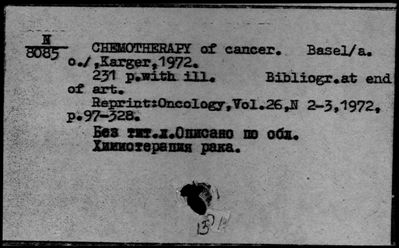 N
8085
CHEMOTHERAPY of cancer. Basel/a.
o./,Karger,1972.
231 p.with ill. Bibliogr.at end
of art.
Reprint:Oncology,Vol.26,N 2-3,1972,
p.97-328.
Без тит.л.Описано по обл.
Химиотерапия рака.